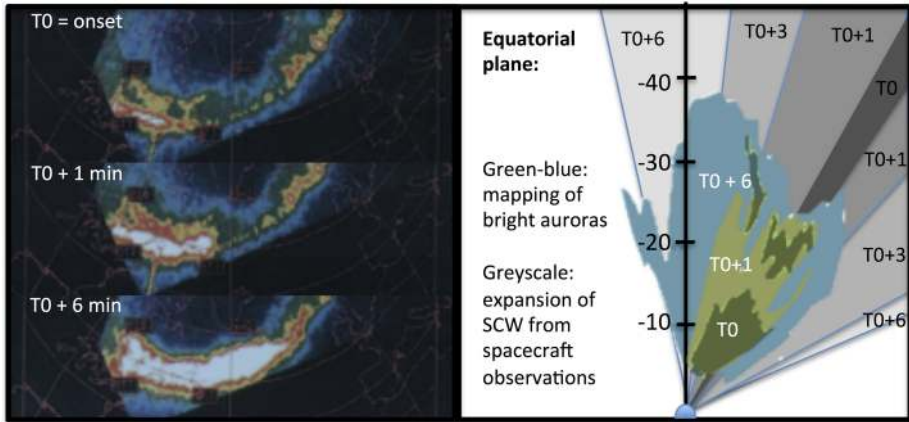 T0 = onset
T0 + 1 min
T0 + 6 min
Equatorial
plane:
Green-blue:
mapping of
bright auroras
Greyscale:
expansion of
SCW from
spacecraft
observations
T0+6
T0+3
T0+1
T0
T0+1
T0+3
T0+6
-40
-30
-20
-10
T0 + 6
T0+1
T0